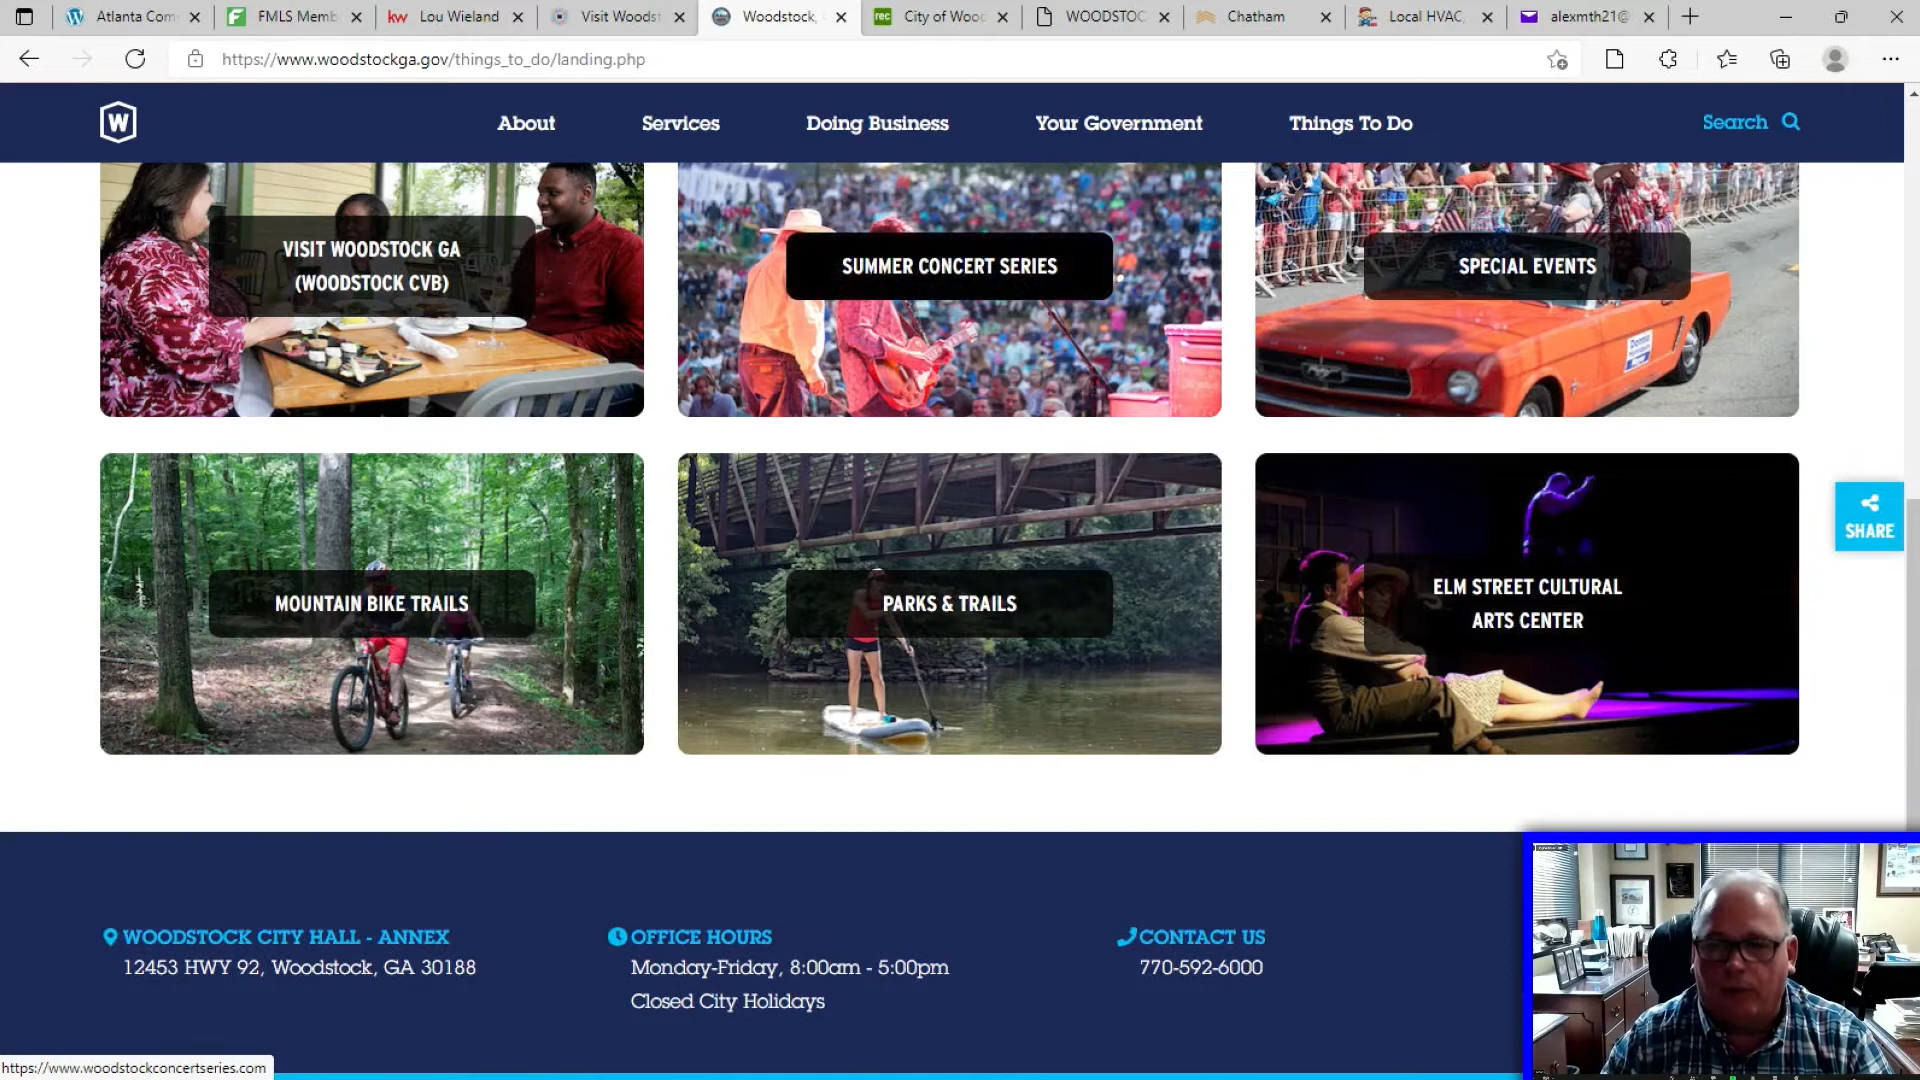 Atlanta Com
FMLS Memb
kw Lou Wieland
Visit Woodst
Woodstock,
rec City of Wood
WOODSTOC
Chatham
Local HVAC,
alexmth21@
https://www.woodstockga.gov/things_to_do/landing.php
W
About
Services
Doing Business
Your Government
Things To Do
Search
VISIT WOODSTOCK GA
(WOODSTOCK CVB)
SUMMER CONCERT SERIES
SPECIAL EVENTS
MOUNTAIN BIKE TRAILS
PARKS & TRAILS
ELM STREET CULTURAL
ARTS CENTER
SHARE
WOODSTOCK CITY HALL - ANNEX
12453 HWY 92, Woodstock, GA 30188
OFFICE HOURS
Monday-Friday, 8:00am - 5:00pm
Closed City Holidays
CONTACT US
770-592-6000
https://www.woodstockconcertseries.com